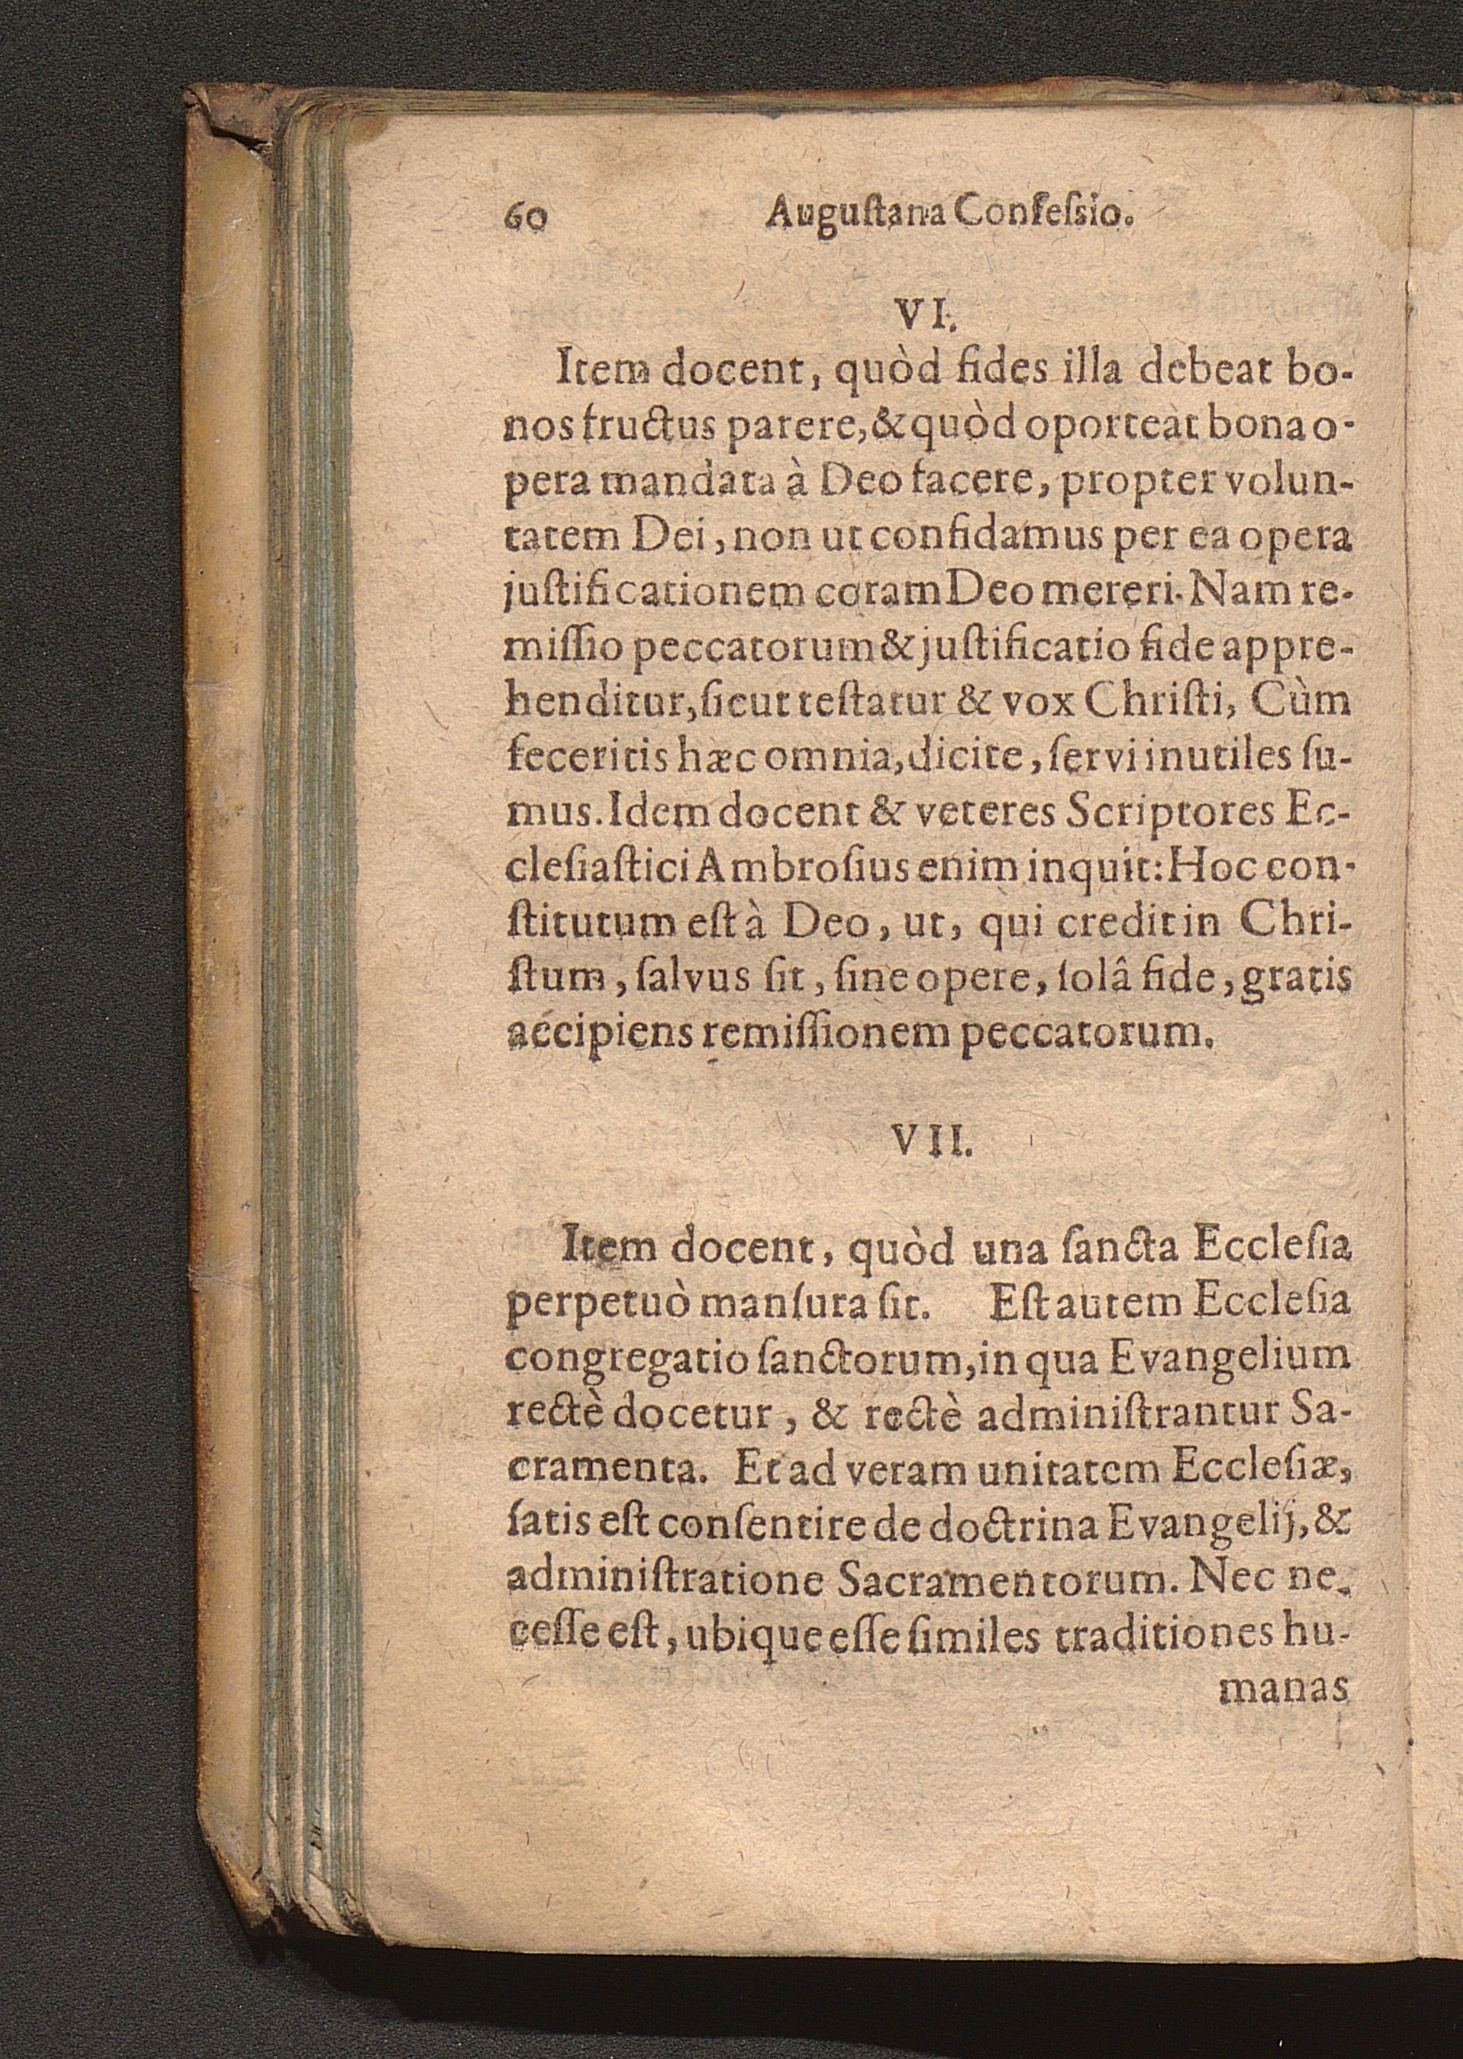 60 Auguſtana Confeſsio.
VI.
Item docent, quòd fides illa debeat bo-
nos fructus parere, & quòd oporteat bona o-
pera mandata à Deo facere, propter volun-
tatem Dei, non ut confidamus per ea opera
juſtificationem coram Deo mereri. Nam re-
miſſio peccatorum & juſtificatio fide appre-
henditur, ſicut teſtatur & vox Chriſti, Cùm
feceritis hæc omnia, dicite, ſervi inutiles ſu-
mus. Idem docent & veteres Scriptores Ec-
cleſiaſtici Ambroſius enim inquit: Hoc con-
ſtitutum eſt à Deo, ut, qui credit in Chri-
ſtum, ſalvus ſit, ſine opere, ſolâ fide, gratis
accipiens remiſſionem peccatorum.
VII.
Item docent, quòd una ſancta Eccleſia
perpetuò manſura ſit. Eſt autem Eccleſia
congregatio ſanctorum, in qua Evangelium
rectè docetur, & rectè adminiſtrantur Sa-
cramenta. Et ad veram unitatem Eccleſiæ,
ſatis eſt conſentire de doctrina Evangelij, &
adminiſtratione Sacramentorum. Nec ne-
ceſſe eſt, ubique eſſe ſimiles traditiones hu-
manas